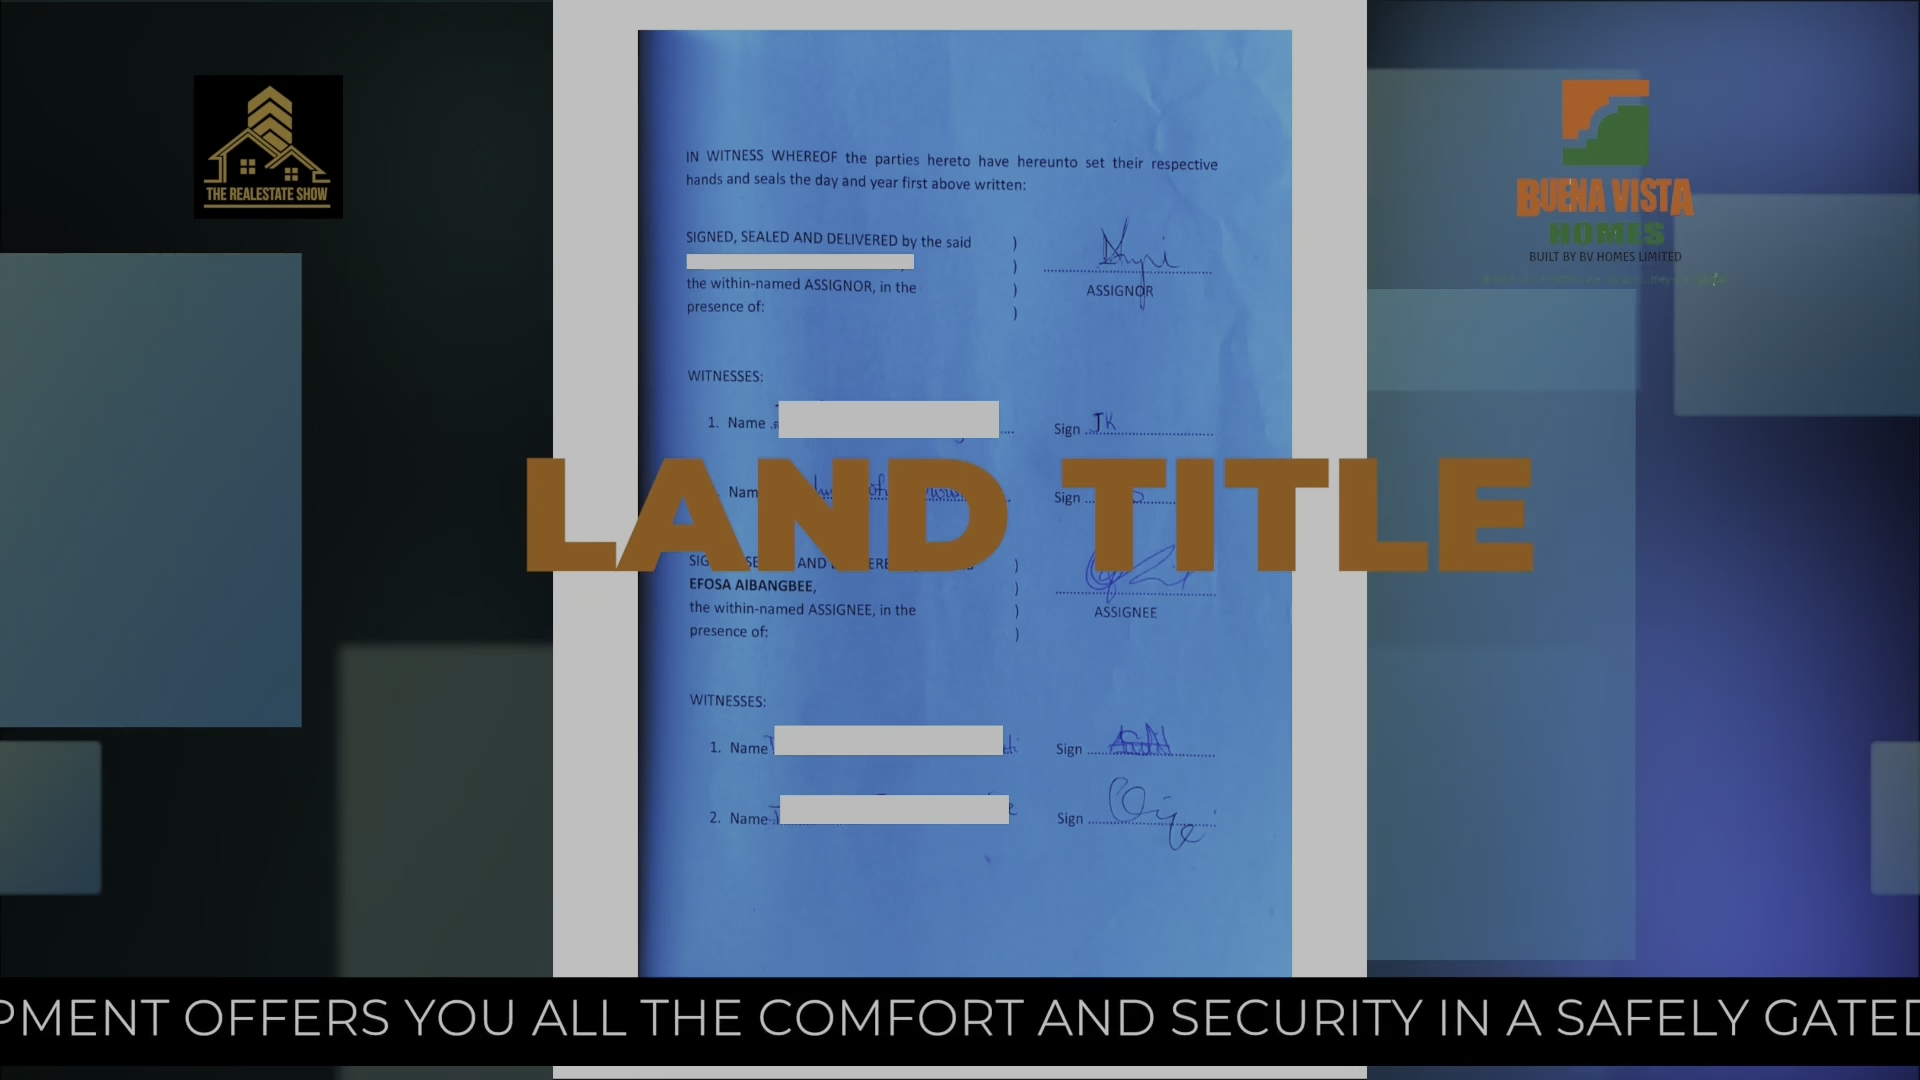 THE REALESTATE SHOW
BUENA VISTA
HOMES
BUILT BY BV HOMES LIMITED
IN WITNESS WHEREOF the parties hereto have hereunto set their respective
hands and seals the day and year first above written:
SIGNED, SEALED AND DELIVERED by the said )
)
the within-named ASSIGNOR, in the )
presence of: )
ASSIGNOR
WITNESSES:
1. Name Sign JK
Sign
LAND TITLE
AND
EFOSA AIBANGBEE, )
the within-named ASSIGNEE, in the )
presence of: )
ASSIGNEE
WITNESSES:
1. Name Sign
2. Name Sign
PMENT OFFERS YOU ALL THE COMFORT AND SECURITY IN A SAFELY GATED